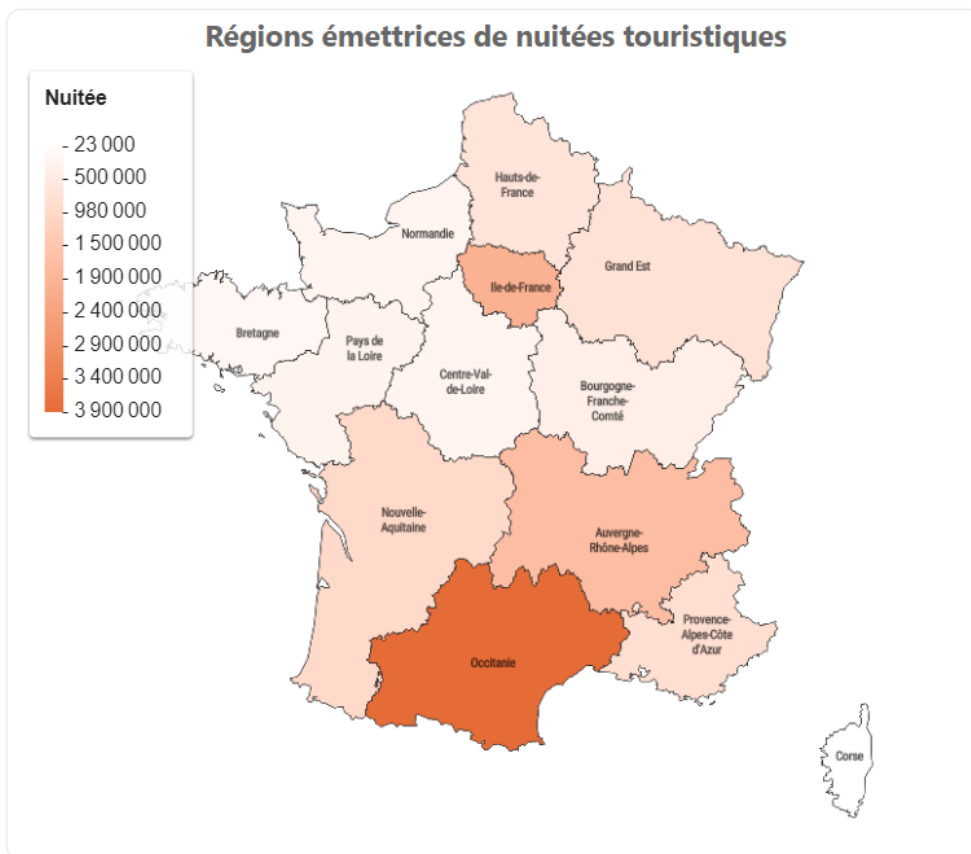 Régions émettrices de nuitées touristiques
Nuitée
23 000
500 000
980 000
1 500 000
1 900 000
2 400 000
2 900 000
3 400 000
3 900 000
Hauts-de-
France
Normandie
Ile-de-France
Grand Est
Bretagne
Pays de
la Loire
Centre-Val-
de-Loire
Bourgogne-
Franche-
Comté
Nouvelle-
Aquitaine
Auvergne-
Rhône-Alpes
Provence-
Alpes-Côte
d'Azur
Occitanie
Corse